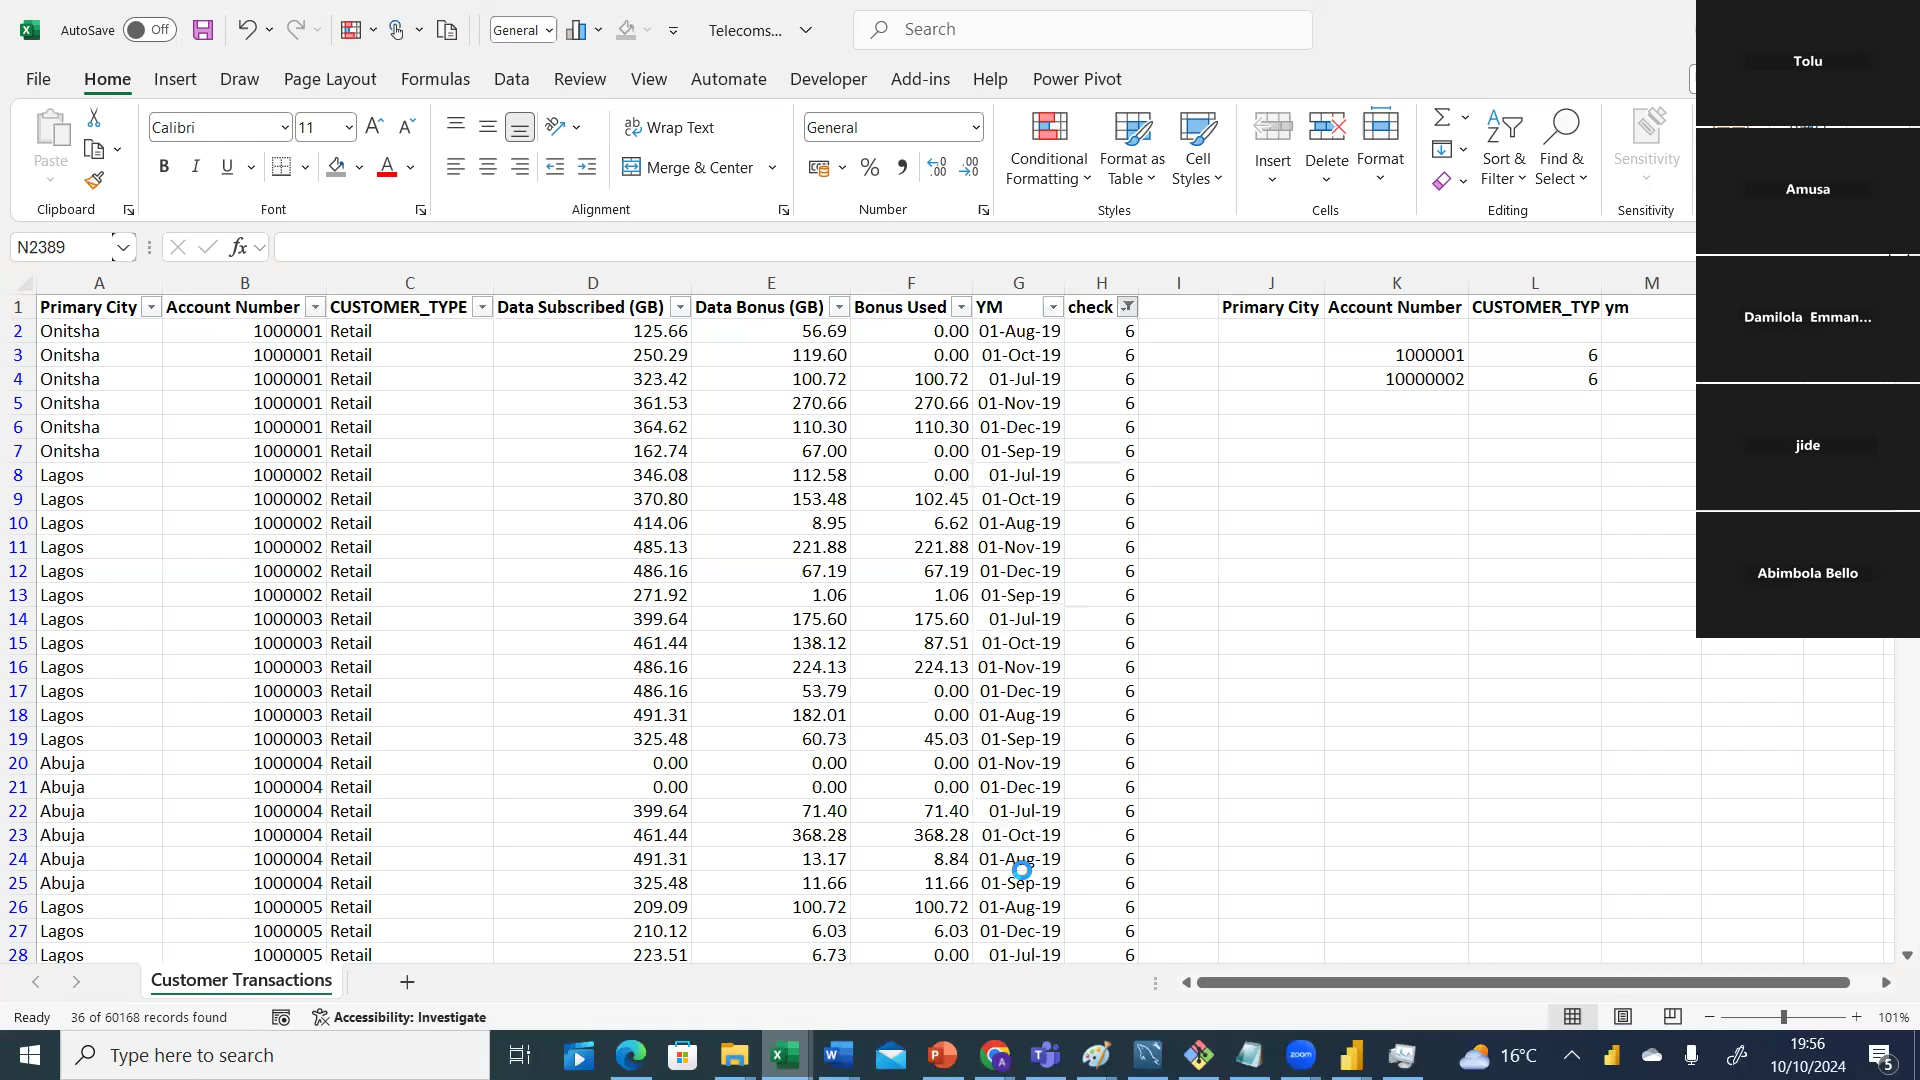 AutoSave Off General Telecoms... Search
File Home Insert Draw Page Layout Formulas Data Review View Automate Developer Add-ins Help Power Pivot
Paste Calibri 11 Wrap Text General Conditional Formatting Format as Table Cell Styles Insert Delete Format Sort & Filter Find & Select Sensitivity
B I U Merge & Center
Clipboard Font Alignment Number Styles Cells Editing Sensitivity
N2389 fx
A B C D E F G H I J K L M
1 Primary City Account Number CUSTOMER_TYPE Data Subscribed (GB) Data Bonus (GB) Bonus Used YM check Primary City Account Number CUSTOMER_TYP ym
2 Onitsha 1000001 Retail 125.66 56.69 0.00 01-Aug-19 6
3 Onitsha 1000001 Retail 250.29 119.60 0.00 01-Oct-19 6 1000001 6
4 Onitsha 1000001 Retail 323.42 100.72 100.72 01-Jul-19 6 10000002 6
5 Onitsha 1000001 Retail 361.53 270.66 270.66 01-Nov-19 6
6 Onitsha 1000001 Retail 364.62 110.30 110.30 01-Dec-19 6
7 Onitsha 1000001 Retail 162.74 67.00 0.00 01-Sep-19 6
8 Lagos 1000002 Retail 346.08 112.58 0.00 01-Jul-19 6
9 Lagos 1000002 Retail 370.80 153.48 102.45 01-Oct-19 6
10 Lagos 1000002 Retail 414.06 8.95 6.62 01-Aug-19 6
11 Lagos 1000002 Retail 485.13 221.88 221.88 01-Nov-19 6
12 Lagos 1000002 Retail 486.16 67.19 67.19 01-Dec-19 6
13 Lagos 1000002 Retail 271.92 1.06 1.06 01-Sep-19 6
14 Lagos 1000003 Retail 399.64 175.60 175.60 01-Jul-19 6
15 Lagos 1000003 Retail 461.44 138.12 87.51 01-Oct-19 6
16 Lagos 1000003 Retail 486.16 224.13 224.13 01-Nov-19 6
17 Lagos 1000003 Retail 486.16 53.79 0.00 01-Dec-19 6
18 Lagos 1000003 Retail 491.31 182.01 0.00 01-Aug-19 6
19 Lagos 1000003 Retail 325.48 60.73 45.03 01-Sep-19 6
20 Abuja 1000004 Retail 0.00 0.00 0.00 01-Nov-19 6
21 Abuja 1000004 Retail 0.00 0.00 0.00 01-Dec-19 6
22 Abuja 1000004 Retail 399.64 71.40 71.40 01-Jul-19 6
23 Abuja 1000004 Retail 461.44 368.28 368.28 01-Oct-19 6
24 Abuja 1000004 Retail 491.31 13.17 8.84 01-Aug-19 6
25 Abuja 1000004 Retail 325.48 11.66 11.66 01-Sep-19 6
26 Lagos 1000005 Retail 209.09 100.72 100.72 01-Aug-19 6
27 Lagos 1000005 Retail 210.12 6.03 6.03 01-Dec-19 6
28 Lagos 1000005 Retail 223.51 6.73 0.00 01-Jul-19 6
Customer Transactions
Ready 36 of 60168 records found Accessibility: Investigate 101%
Type here to search zoom 16°C 19:56
10/10/2024 5
Tolu
Amusa
Damilola Emman...
jide
Abimbola Bello